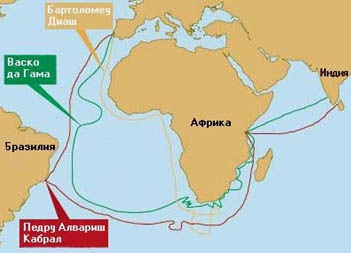 Бартоломеу
Диаш
Васко
да Гама
Индия
Африка
Бразилия
Педру Алвариш
Кабрал